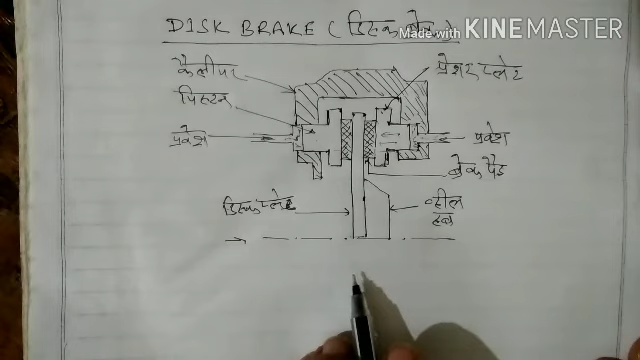 DISK BRAKE ( डिस्क ब्रेक )
Made with KINEMASTER
कैलीपर
प्रेशर प्लेट
पिस्टन
प्रवेश
प्रवेश
ब्रेक पैड
डिस्क प्लेट
व्हील
हब